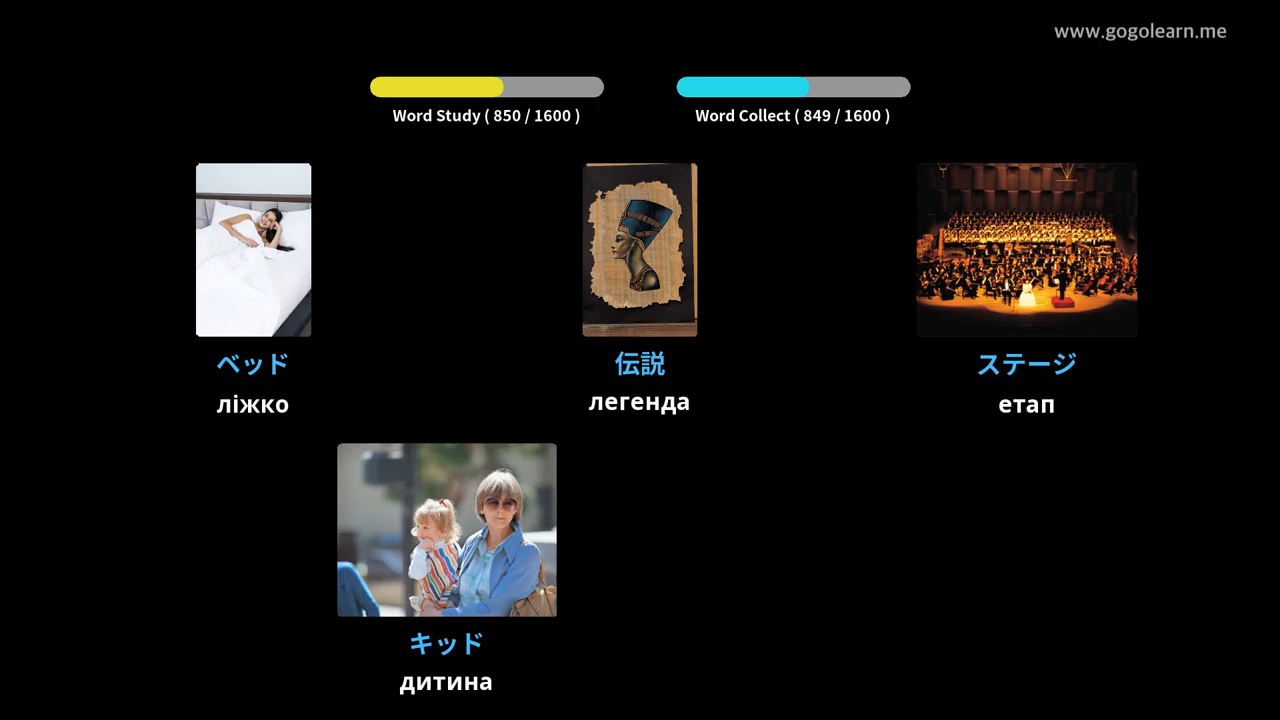 www.gogolearn.me
Word Study ( 850 / 1600 )
Word Collect ( 849 / 1600 )
ベッド
ліжко
伝説
легенда
ステージ
етап
キッド
дитина